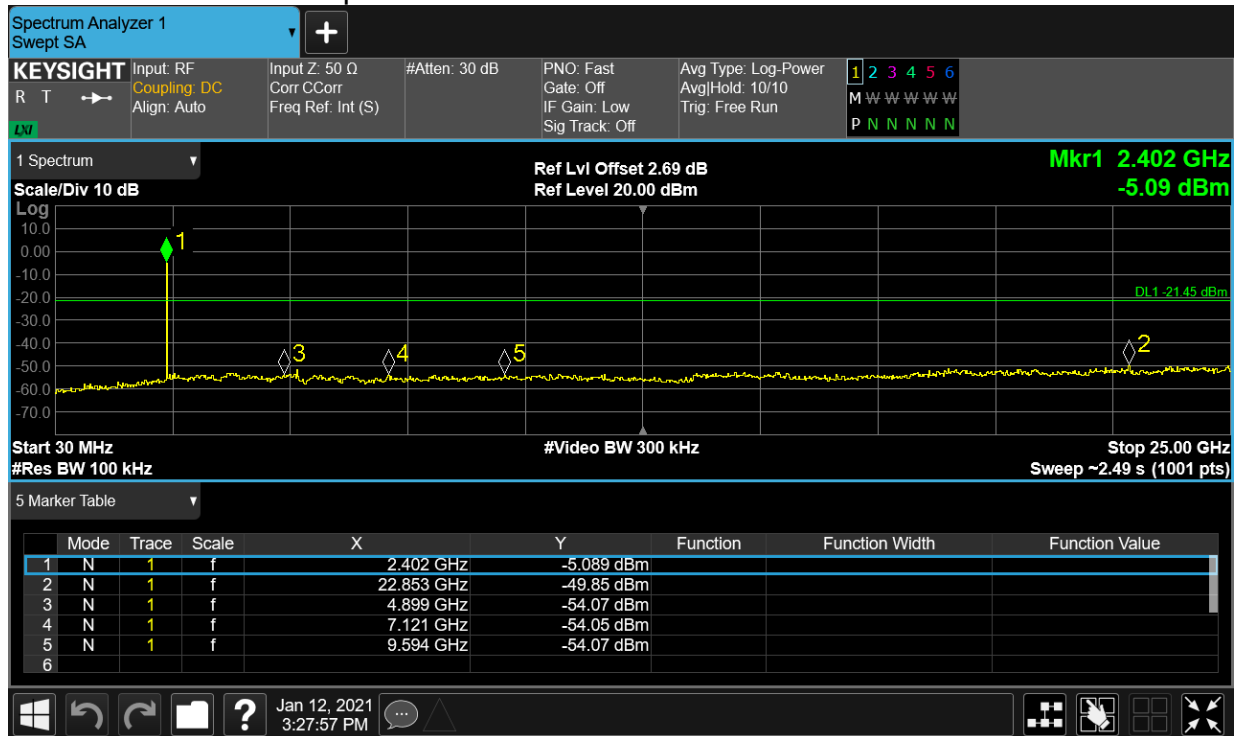 Spectrum Analyzer 1
Swept SA
KEYSIGHT Input: RF Input Z: 50 Ω #Atten: 30 dB PNO: Fast Avg Type: Log-Power 1 2 3 4 5 6
R T Coupling: DC Corr CCorr Gate: Off Avg|Hold: 10/10 M W W W W W
Align: Auto Freq Ref: Int (S) IF Gain: Low Trig: Free Run
LXI Sig Track: Off P N N N N N
1 Spectrum Ref Lvl Offset 2.69 dB Mkr1 2.402 GHz
Scale/Div 10 dB Ref Level 20.00 dBm -5.09 dBm
Log
10.0
1
0.00
-10.0
-20.0 DL1 -21.45 dBm
-30.0
-40.0
3 4 5 2
-50.0
-60.0
-70.0
Start 30 MHz #Video BW 300 kHz Stop 25.00 GHz
#Res BW 100 kHz Sweep ~2.49 s (1001 pts)
5 Marker Table
Mode Trace Scale X Y Function Function Width Function Value
1 N 1 f 2.402 GHz -5.089 dBm
2 N 1 f 22.853 GHz -49.85 dBm
3 N 1 f 4.899 GHz -54.07 dBm
4 N 1 f 7.121 GHz -54.05 dBm
5 N 1 f 9.594 GHz -54.07 dBm
6
? Jan 12, 2021
3:27:57 PM